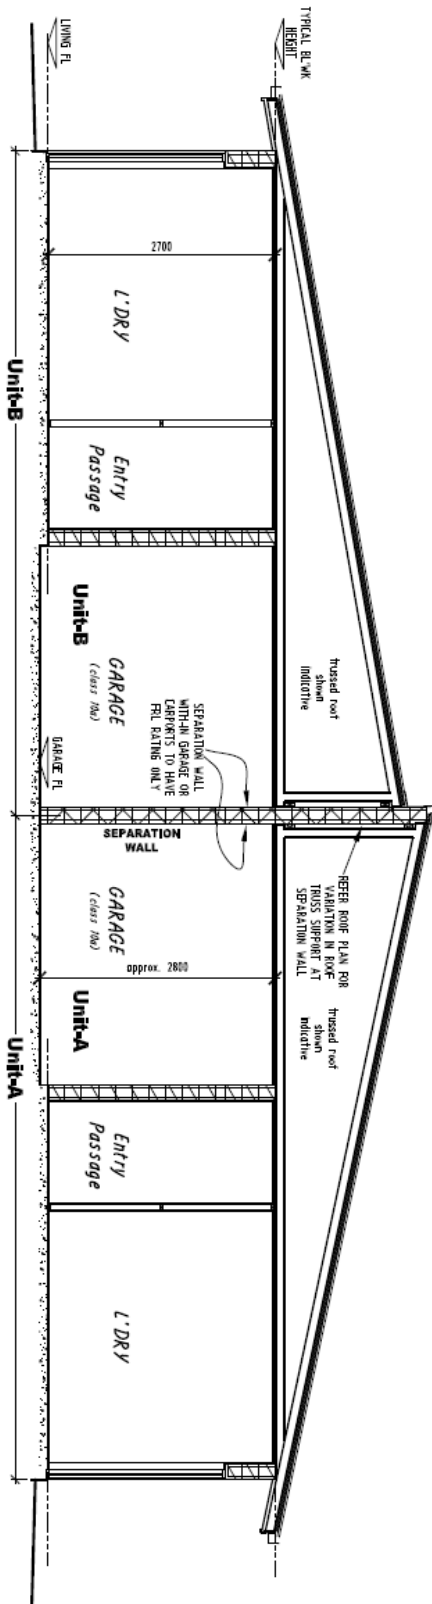 TYPICAL BL'WK
HEIGHT
LIVING FL
2700
L'DRY
Entry
Passage
Unit-B
Unit-B
GARAGE
(class 10a)
GARAGE FL
trussed roof
shown
indicative
SEPARATION WALL
WITH-IN GARAGE OR
CARPORTS TO HAVE
FRL RATING ONLY
SEPARATION
WALL
REFER ROOF PLAN FOR
VARIATION IN ROOF
TRUSS SUPPORT AT
SEPARATION WALL
trussed roof
shown
indicative
GARAGE
(class 10a)
approx. 2800
Unit-A
Unit-A
Entry
Passage
L'DRY